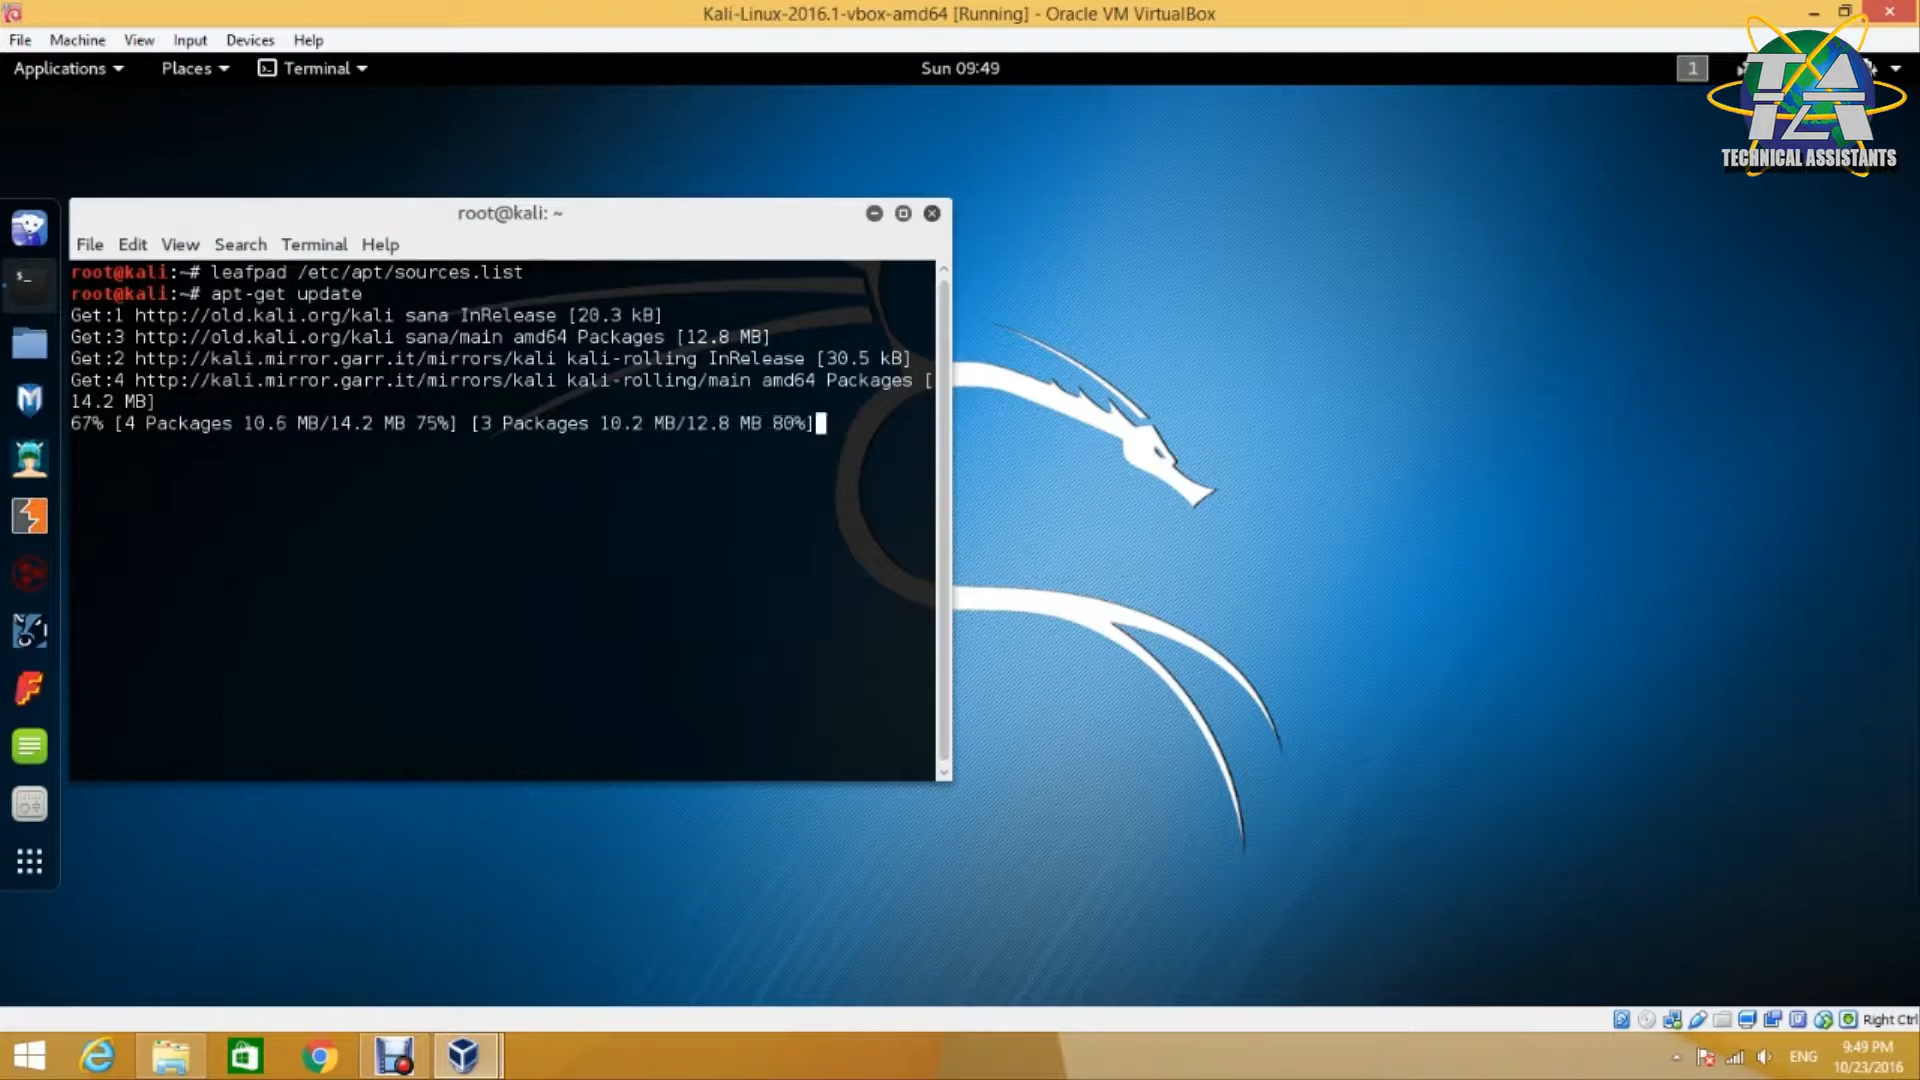 Kali-Linux-2016.1-vbox-amd64 [Running] - Oracle VM VirtualBox
File Machine View Input Devices Help
Applications Places Terminal Sun 09:49 1
TA
TECHNICAL ASSISTANTS
root@kali: ~
File Edit View Search Terminal Help
root@kali:~# leafpad /etc/apt/sources.list
root@kali:~# apt-get update
Get:1 http://old.kali.org/kali sana InRelease [20.3 kB]
Get:3 http://old.kali.org/kali sana/main amd64 Packages [12.8 MB]
Get:2 http://kali.mirror.garr.it/mirrors/kali kali-rolling InRelease [30.5 kB]
Get:4 http://kali.mirror.garr.it/mirrors/kali kali-rolling/main amd64 Packages [
14.2 MB]
67% [4 Packages 10.6 MB/14.2 MB 75%] [3 Packages 10.2 MB/12.8 MB 80%]
Right Ctrl
ENG
9:49 PM
10/23/2016